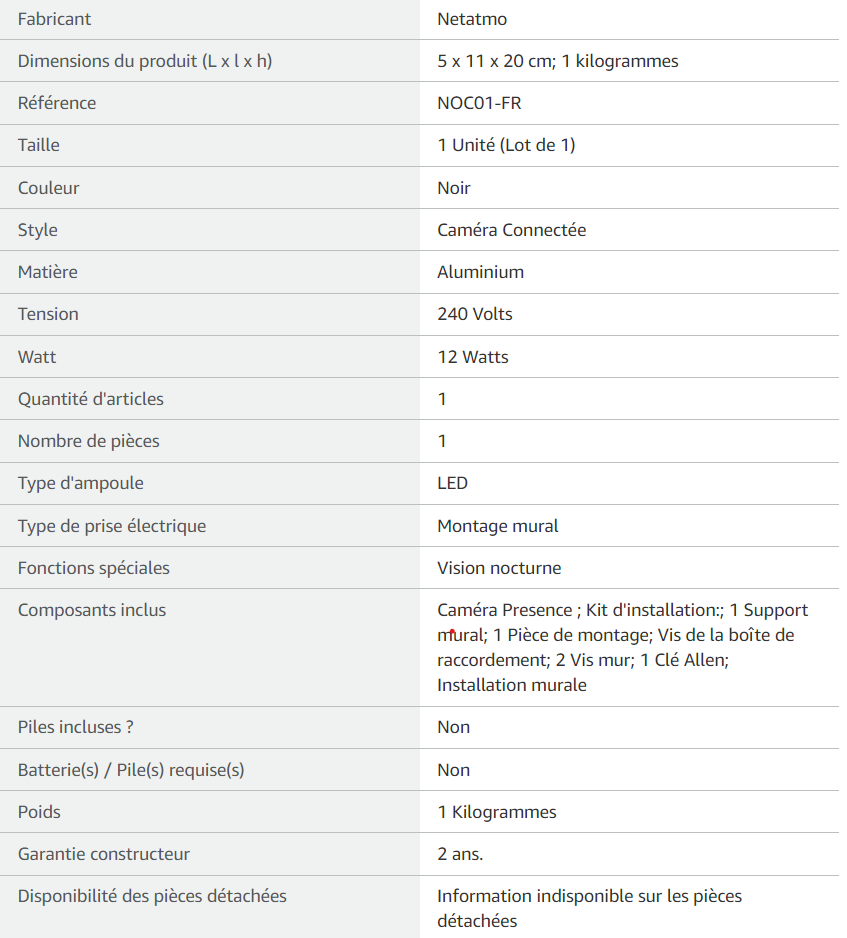 Fabricant Netatmo
Dimensions du produit (L x l x h) 5 x 11 x 20 cm; 1 kilogrammes
Référence NOC01-FR
Taille 1 Unité (Lot de 1)
Couleur Noir
Style Caméra Connectée
Matière Aluminium
Tension 240 Volts
Watt 12 Watts
Quantité d'articles 1
Nombre de pièces 1
Type d'ampoule LED
Type de prise électrique Montage mural
Fonctions spéciales Vision nocturne
Composants inclus Caméra Presence ; Kit d'installation:; 1 Support
mural; 1 Pièce de montage; Vis de la boîte de
raccordement; 2 Vis mur; 1 Clé Allen;
Installation murale
Piles incluses ? Non
Batterie(s) / Pile(s) requise(s) Non
Poids 1 Kilogrammes
Garantie constructeur 2 ans.
Disponibilité des pièces détachées Information indisponible sur les pièces
détachées